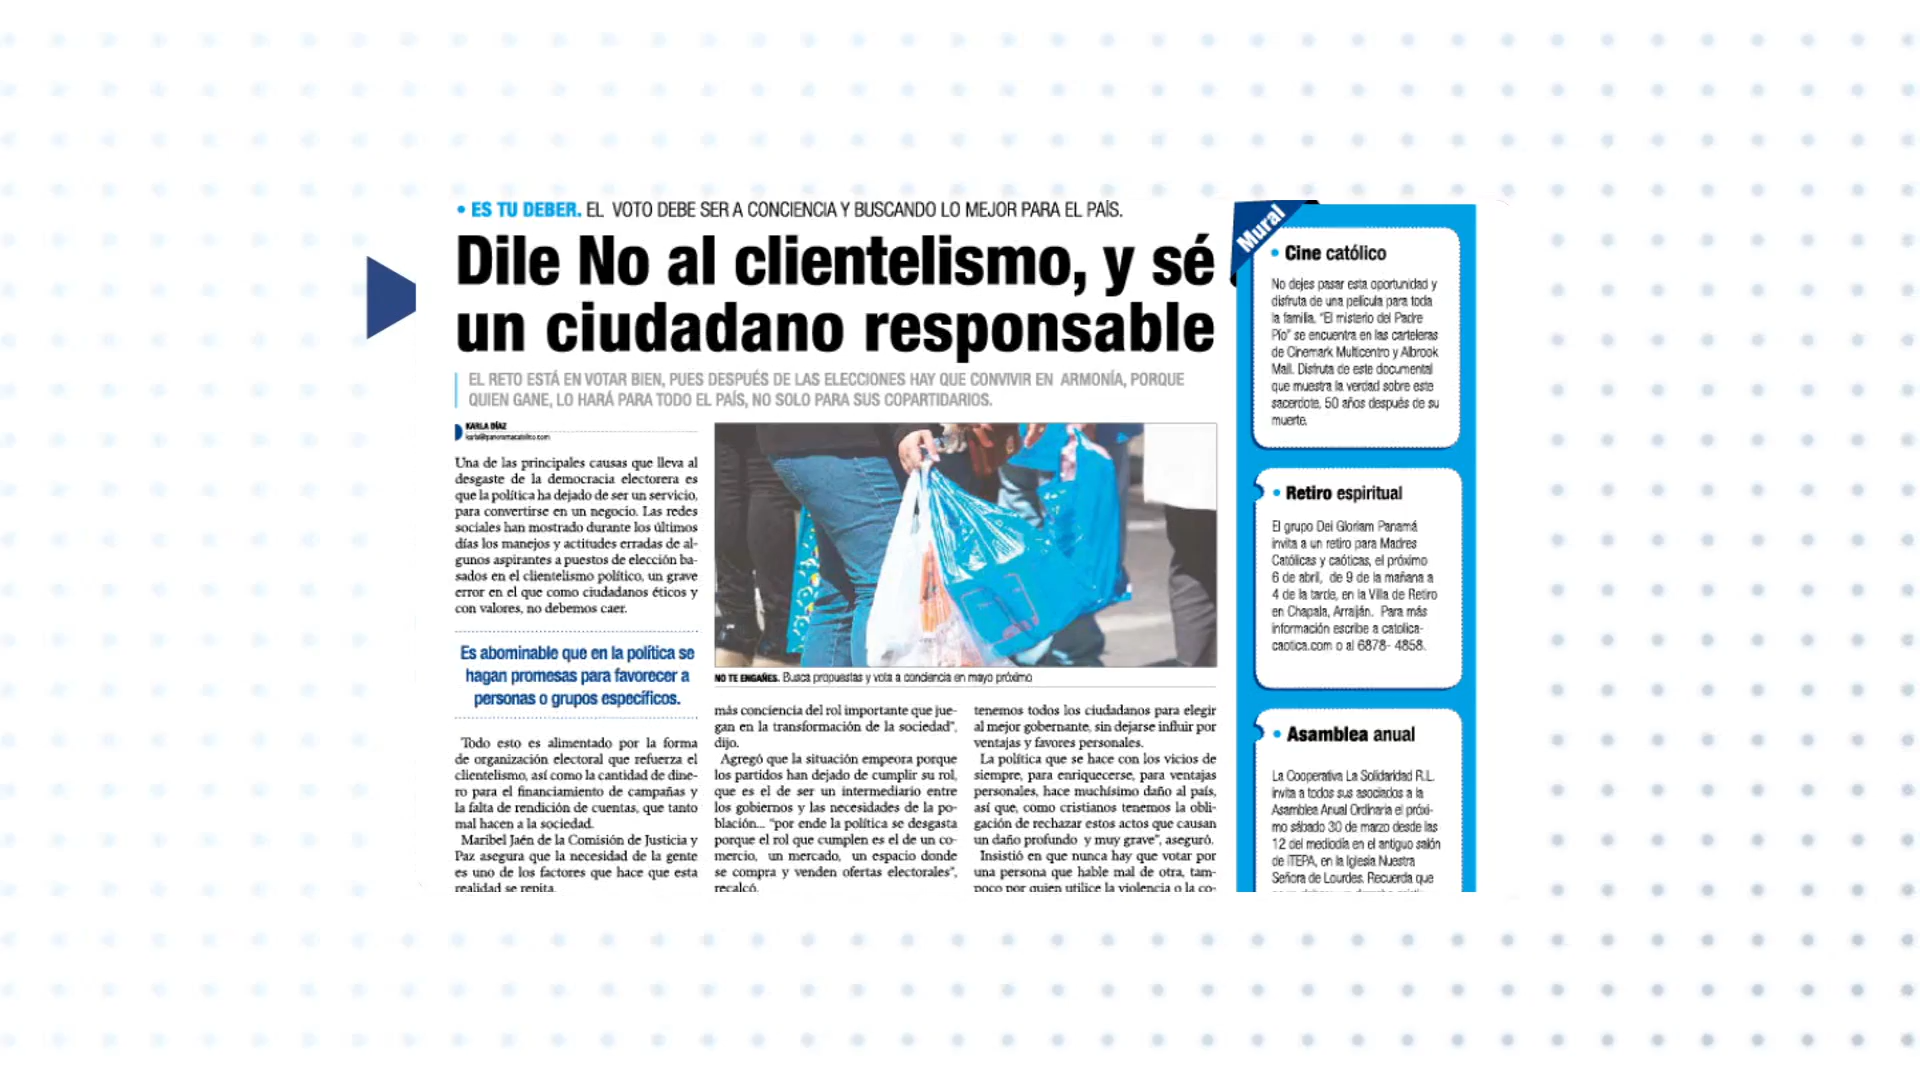 • ES TU DEBER. EL VOTO DEBE SER A CONCIENCIA Y BUSCANDO LO MEJOR PARA EL PAÍS.
Dile No al clientelismo, y sé
un ciudadano responsable
EL RETO ESTÁ EN VOTAR BIEN, PUES DESPUÉS DE LAS ELECCIONES HAY QUE CONVIVIR EN ARMONÍA, PORQUE
QUIEN GANE, LO HARÁ PARA TODO EL PAÍS, NO SOLO PARA SUS COPARTIDARIOS.
KARLA DÍAZ
karla@panoramacatolico.com
Una de las principales causas que lleva al
desgaste de la democracia electorera es
que la política ha dejado de ser un servicio,
para convertirse en un negocio. Las redes
sociales han mostrado durante los últimos
días los manejos y actitudes erradas de al-
gunos aspirantes a puestos de elección ba-
sados en el clientelismo político, un grave
error en el que como ciudadanos éticos y
con valores, no debemos caer.
Es abominable que en la política se
hagan promesas para favorecer a
personas o grupos específicos.
Todo esto es alimentado por la forma
de organización electoral que refuerza el
clientelismo, así como la cantidad de dine-
ro para el financiamiento de campañas y
la falta de rendición de cuentas, que tanto
mal hacen a la sociedad.
Maribel Jaén de la Comisión de Justicia y
Paz asegura que la necesidad de la gente
es uno de los factores que hace que esta
realidad se repita.
NO TE ENGAÑES. Busca propuestas y vota a conciencia en mayo próximo
más conciencia del rol importante que jue-
gan en la transformación de la sociedad",
dijo.
Agregó que la situación empeora porque
los partidos han dejado de cumplir su rol,
que es el de ser un intermediario entre
los gobiernos y las necesidades de la po-
blación... "por ende la política se desgasta
porque el rol que cumplen es el de un co-
mercio, un mercado, un espacio donde
se compra y venden ofertas electorales",
recalcó.
tenemos todos los ciudadanos para elegir
al mejor gobernante, sin dejarse influir por
ventajas y favores personales.
La política que se hace con los vicios de
siempre, para enriquecerse, para ventajas
personales, hace muchísimo daño al país,
así que, como cristianos tenemos la obli-
gación de rechazar estos actos que causan
un daño profundo y muy grave", aseguró.
Insistió en que nunca hay que votar por
una persona que hable mal de otra, tam-
poco por quien utilice la violencia o la co-
Mural
• Cine católico
No dejes pasar esta oportunidad y
disfruta de una película para toda
la familia. "El misterio del Padre
Pío" se encuentra en las carteleras
de Cinemark Multicentro y Albrook
Mall. Disfruta de este documental
que muestra la verdad sobre este
sacerdote, 50 años después de su
muerte.
• Retiro espiritual
El grupo Dei Gloriam Panamá
invita a un retiro para Madres
Católicas y caóticas, el próximo
6 de abril, de 9 de la mañana a
4 de la tarde, en la Villa de Retiro
en Chapala, Arraiján. Para más
información escribe a catolica-
caotica.com o al 6878- 4858.
• Asamblea anual
La Cooperativa La Solidaridad R.L.
invita a todos sus asociados a la
Asamblea Anual Ordinaria el próxi-
mo sábado 30 de marzo desde las
12 del mediodía en el antiguo salón
de ITEPA, en la Iglesia Nuestra
Señora de Lourdes. Recuerda que